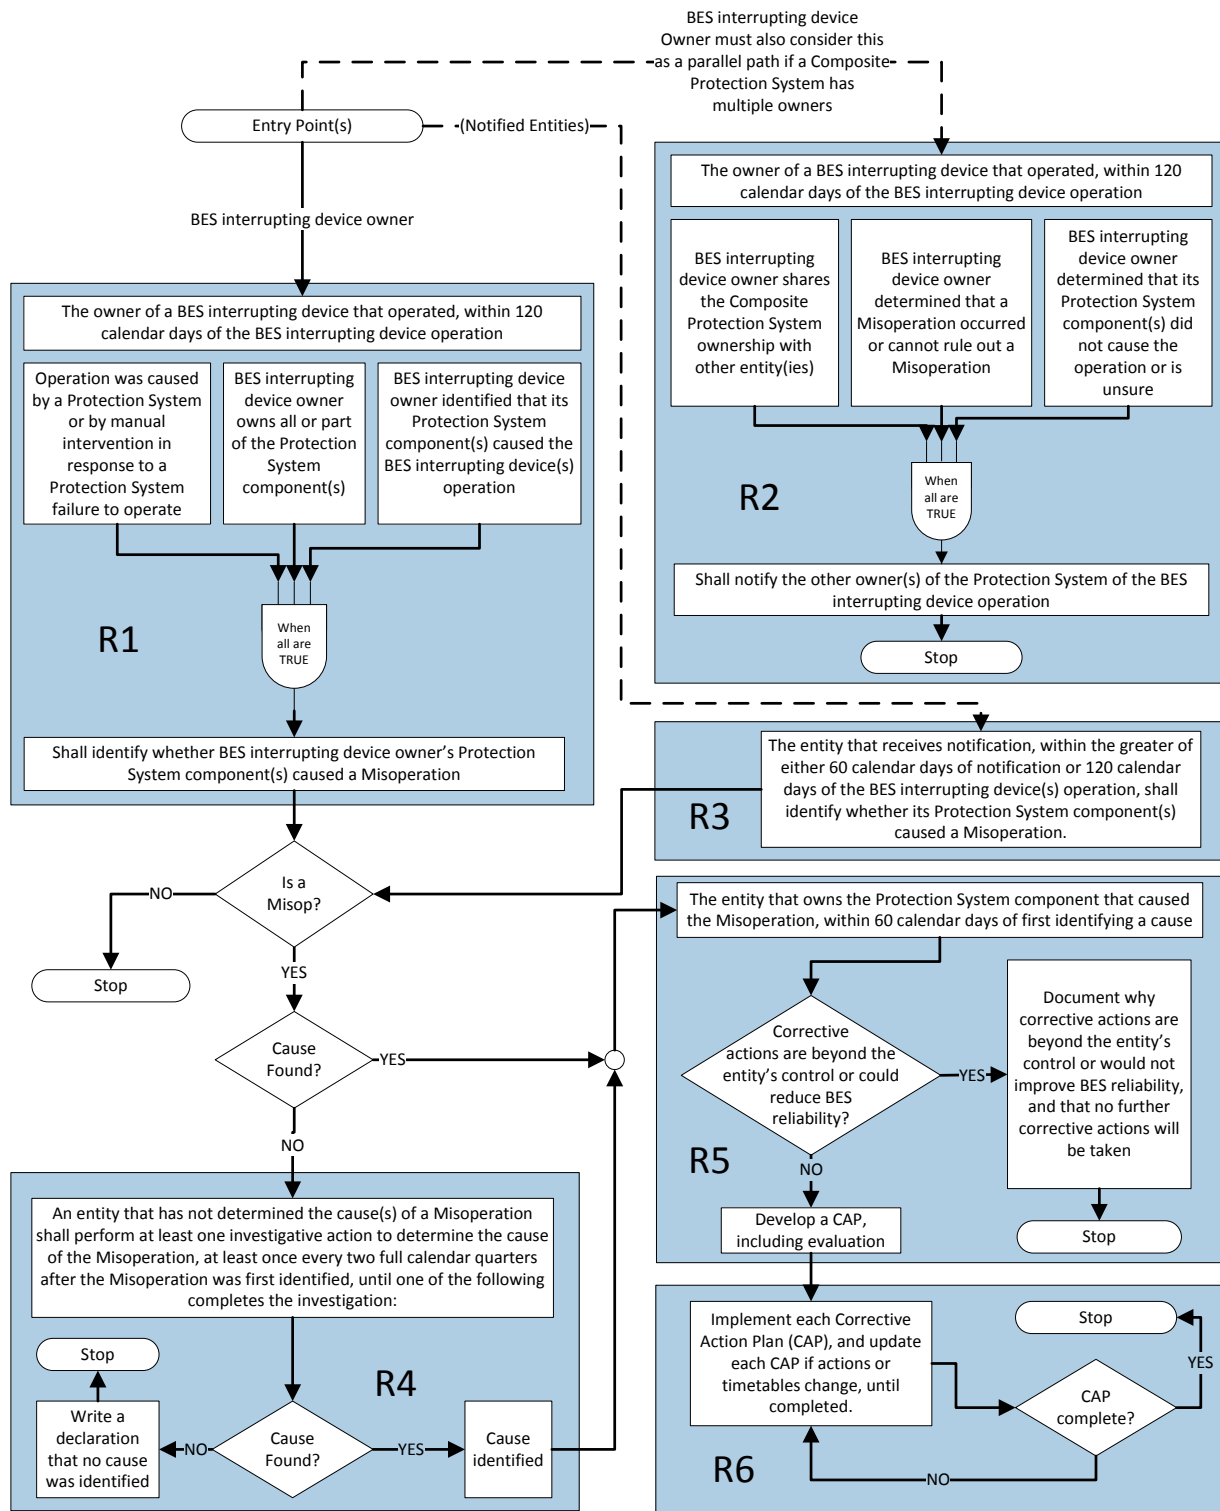 BES interrupting device
Owner must also consider this
as a parallel path if a Composite
Protection System has
multiple owners
Entry Point(s)
(Notified Entities)
BES interrupting device owner
The owner of a BES interrupting device that operated, within 120
calendar days of the BES interrupting device operation
Operation was caused
by a Protection System
or by manual
intervention in
response to a
Protection System
failure to operate
BES interrupting
device owner
owns all or part
of the Protection
System
component(s)
BES interrupting device
owner identified that its
Protection System
component(s) caused the
BES interrupting device(s)
operation
When
all are
TRUE
R1
Shall identify whether BES interrupting device owner’s Protection
System component(s) caused a Misoperation
The owner of a BES interrupting device that operated, within 120
calendar days of the BES interrupting device operation
BES interrupting
device owner shares
the Composite
Protection System
ownership with
other entity(ies)
BES interrupting
device owner
determined that a
Misoperation occurred
or cannot rule out a
Misoperation
BES interrupting
device owner
determined that its
Protection System
component(s) did
not cause the
operation or is
unsure
When
all are
TRUE
R2
Shall notify the other owner(s) of the Protection System of the BES
interrupting device operation
Stop
The entity that receives notification, within the greater of
either 60 calendar days of notification or 120 calendar
days of the BES interrupting device(s) operation, shall
identify whether its Protection System component(s)
caused a Misoperation.
R3
Is a
Misop?
NO
Stop
YES
Cause
Found?
YES
NO
An entity that has not determined the cause(s) of a Misoperation
shall perform at least one investigative action to determine the cause
of the Misoperation, at least once every two full calendar quarters
after the Misoperation was first identified, until one of the following
completes the investigation:
Stop
R4
Write a
declaration
that no cause
was identified
NO
Cause
Found?
YES
Cause
identified
The entity that owns the Protection System component that caused
the Misoperation, within 60 calendar days of first identifying a cause
Corrective
actions are beyond the
entity’s control or could
reduce BES
reliability?
YES
Document why
corrective actions are
beyond the entity’s
control or would not
improve BES reliability,
and that no further
corrective actions will
be taken
R5
NO
Develop a CAP,
including evaluation
Stop
Implement each Corrective
Action Plan (CAP), and update
each CAP if actions or
timetables change, until
completed.
Stop
YES
CAP
complete?
NO
R6